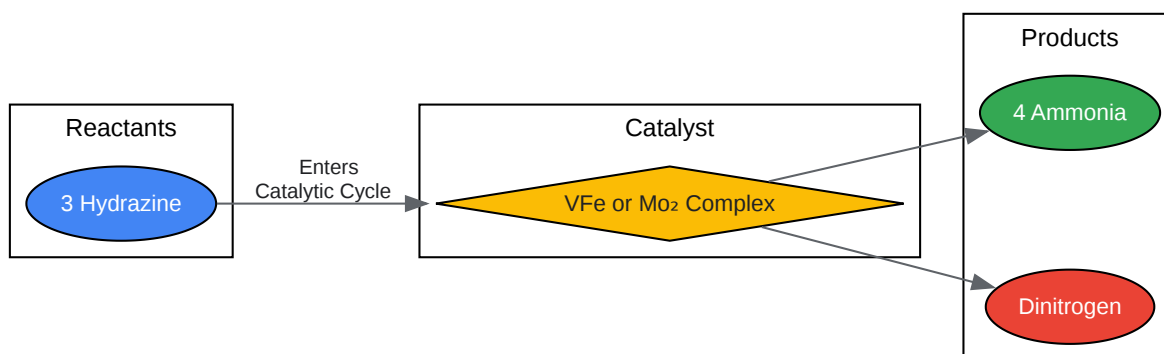 Reactants
3 Hydrazine
Enters
Catalytic Cycle
Catalyst
VFe or Mo₂ Complex
Products
4 Ammonia
Dinitrogen